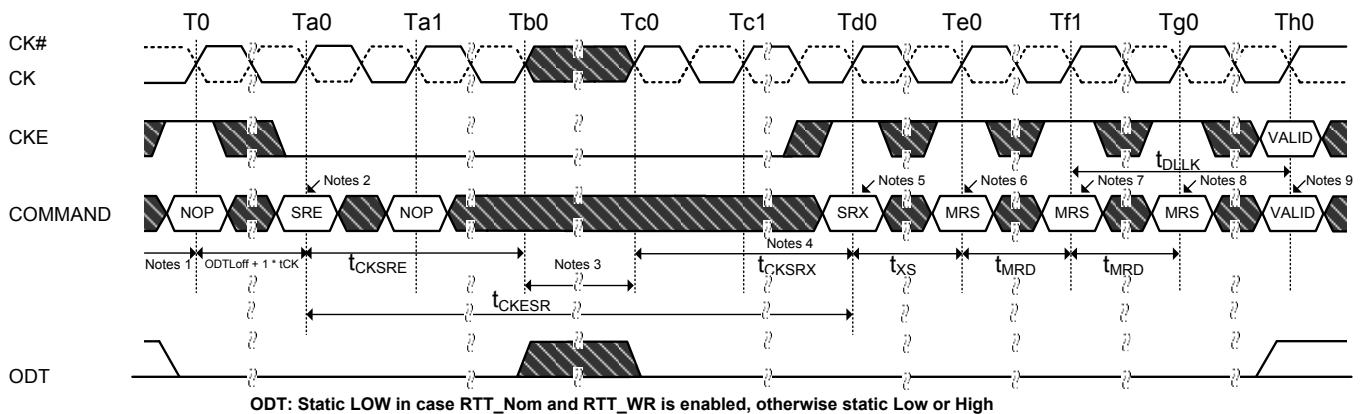 T0 Ta0 Ta1 Tb0 Tc0 Tc1 Td0 Te0 Tf1 Tg0 Th0
CK#
CK
CKE
VALID
tDLLK
Notes 2 Notes 5 Notes 6 Notes 7 Notes 8 Notes 9
COMMAND
NOP SRE NOP SRX MRS MRS MRS VALID
Notes 1 ODTLoff + 1 * tCK tCKSRE Notes 3 Notes 4 tCKSRX tXS tMRD tMRD
tCKESR
ODT
ODT: Static LOW in case RTT_Nom and RTT_WR is enabled, otherwise static Low or High